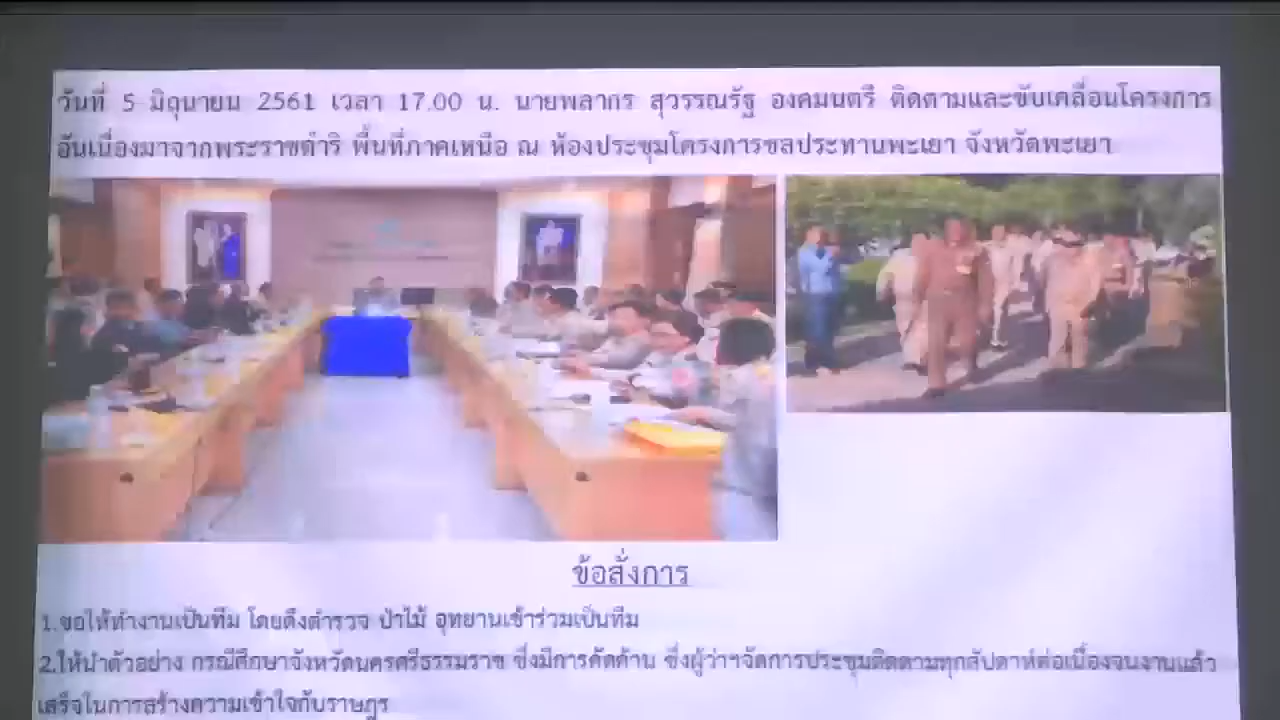 วันที่ 5 มิถุนายน 2561 เวลา 17.00 น. นายพลากร สุวรรณรัฐ องคมนตรี ติดตามและขับเคลื่อนโครงการ
อันเนื่องมาจากพระราชดำริ พื้นที่ภาคเหนือ ณ ห้องประชุมโครงการชลประทานพะเยา จังหวัดพะเยา
ข้อสั่งการ
1.ขอให้ทำงานเป็นทีม โดยดึงตำรวจ ป่าไม้ อุทยานเข้าร่วมเป็นทีม
2.ให้นำตัวอย่าง กรณีศึกษาจังหวัดนครศรีธรรมราช ซึ่งมีการคัดค้าน ซึ่งผู้ว่าฯจัดการประชุมติดตามทุกสัปดาห์ต่อเนื่องจนงานแล้ว
เสร็จในการสร้างความเข้าใจกับราษฎร